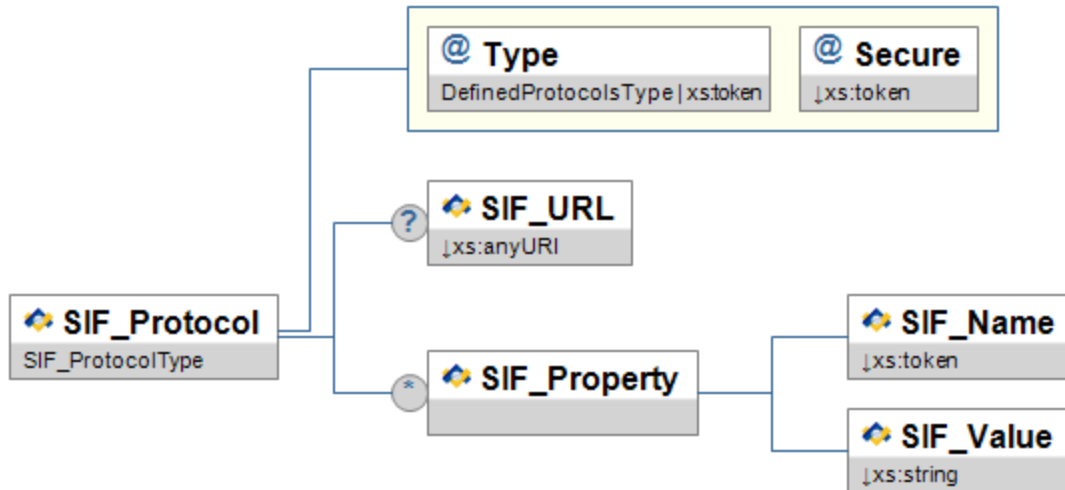 @ Type
DefinedProtocolsType|xs:token
@ Secure
↓xs:token
? SIF_URL
↓xs:anyURI
SIF_Protocol
SIF_ProtocolType
* SIF_Property
SIF_Name
↓xs:token
SIF_Value
↓xs:string